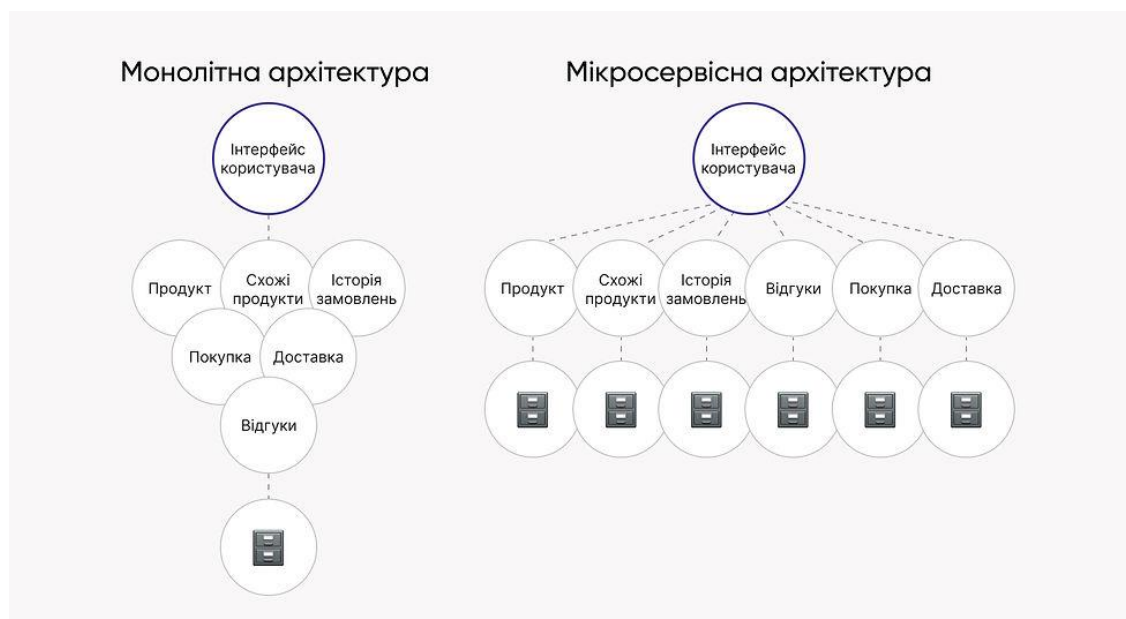 Монолітна архітектура
Інтерфейс
користувача
Продукт
Схожі
продукти
Історія
замовлень
Покупка
Доставка
Відгуки
Мікросервісна архітектура
Інтерфейс
користувача
Продукт
Схожі
продукти
Історія
замовлень
Відгуки
Покупка
Доставка